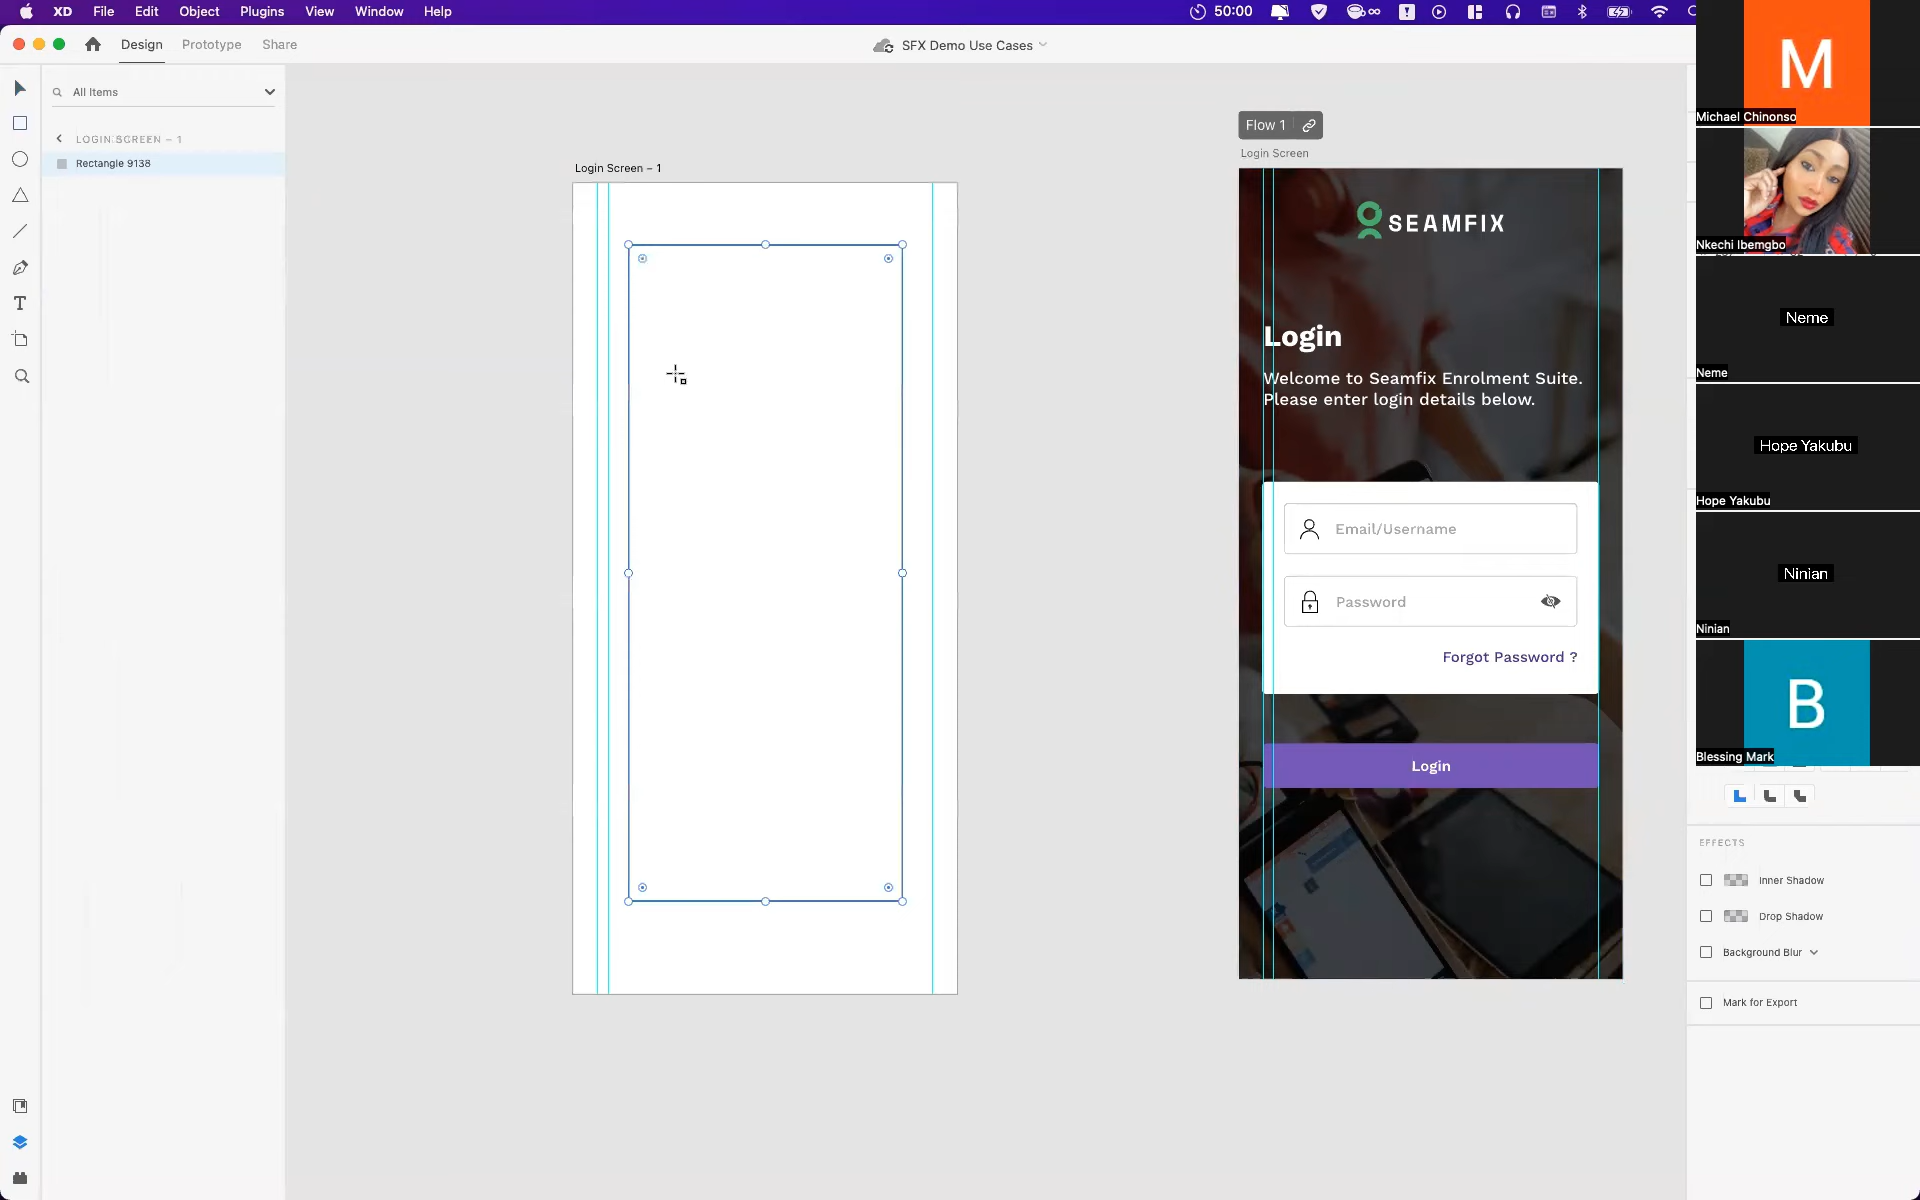 XD File Edit Object Plugins View Window Help
50:00
Design Prototype Share
SFX Demo Use Cases
All Items
LOGIN SCREEN – 1
Rectangle 9138
Login Screen – 1
Flow 1
Login Screen
SEAMFIX
Login
Welcome to Seamfix Enrolment Suite.
Please enter login details below.
Email/Username
Password
Forgot Password ?
Login
M
Michael Chinonso
Nkechi Ibemgbo
Neme
Neme
Hope Yakubu
Hope Yakubu
Ninian
Ninian
B
Blessing Mark
EFFECTS
Inner Shadow
Drop Shadow
Background Blur
Mark for Export